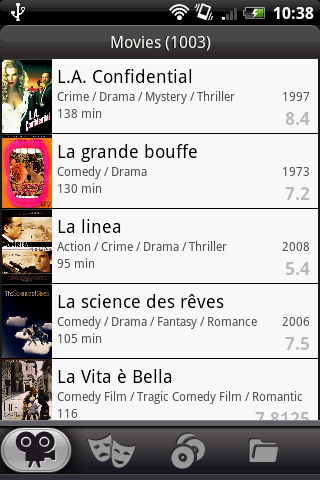 10:38
Movies (1003)
L.A. Confidential
Crime / Drama / Mystery / Thriller 1997
138 min 8.4
La grande bouffe
Comedy / Drama 1973
130 min 7.2
La linea
Action / Crime / Drama / Thriller 2008
95 min 5.4
La science des rêves
Comedy / Drama / Fantasy / Romance 2006
105 min 7.5
La Vita è Bella
Comedy Film / Tragic Comedy Film / Romantic
116 7.8125